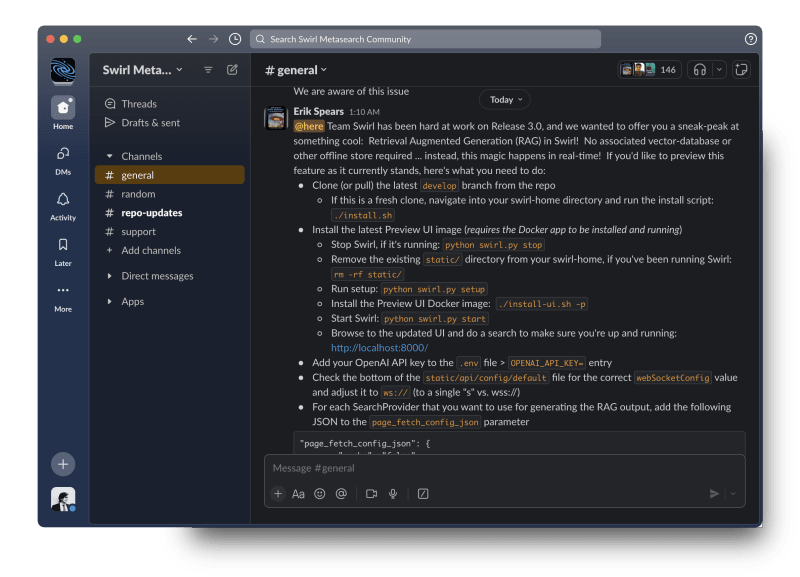 Search Swirl Metasearch Community
Swirl Meta...
# general
146
Home
DMs
Activity
Later
More
Threads
Drafts & sent
Channels
# general
# random
# repo-updates
# support
+ Add channels
Direct messages
Apps
We are aware of this issue
Today
Erik Spears 1:10 AM
@here Team Swirl has been hard at work on Release 3.0, and we wanted to offer you a sneak-peak at
something cool: Retrieval Augmented Generation (RAG) in Swirl! No associated vector-database or
other offline store required ... instead, this magic happens in real-time! If you'd like to preview this
feature as it currently stands, here's what you need to do:
• Clone (or pull) the latest develop branch from the repo
○ If this is a fresh clone, navigate into your swirl-home directory and run the install script:
./install.sh
• Install the latest Preview UI image (requires the Docker app to be installed and running)
○ Stop Swirl, if it's running: python swirl.py stop
○ Remove the existing static/ directory from your swirl-home, if you've been running Swirl:
rm -rf static/
○ Run setup: python swirl.py setup
○ Install the Preview UI Docker image: ./install-ui.sh -p
○ Start Swirl: python swirl.py start
○ Browse to the updated UI and do a search to make sure you're up and running:
http://localhost:8000/
• Add your OpenAI API key to the .env file > OPENAI_API_KEY= entry
• Check the bottom of the static/api/config/default file for the correct webSocketConfig value
and adjust it to ws:// (to a single "s" vs. wss://)
• For each SearchProvider that you want to use for generating the RAG output, add the following
JSON to the page_fetch_config_json parameter
"page_fetch_config_json": {
Message #general
Aa